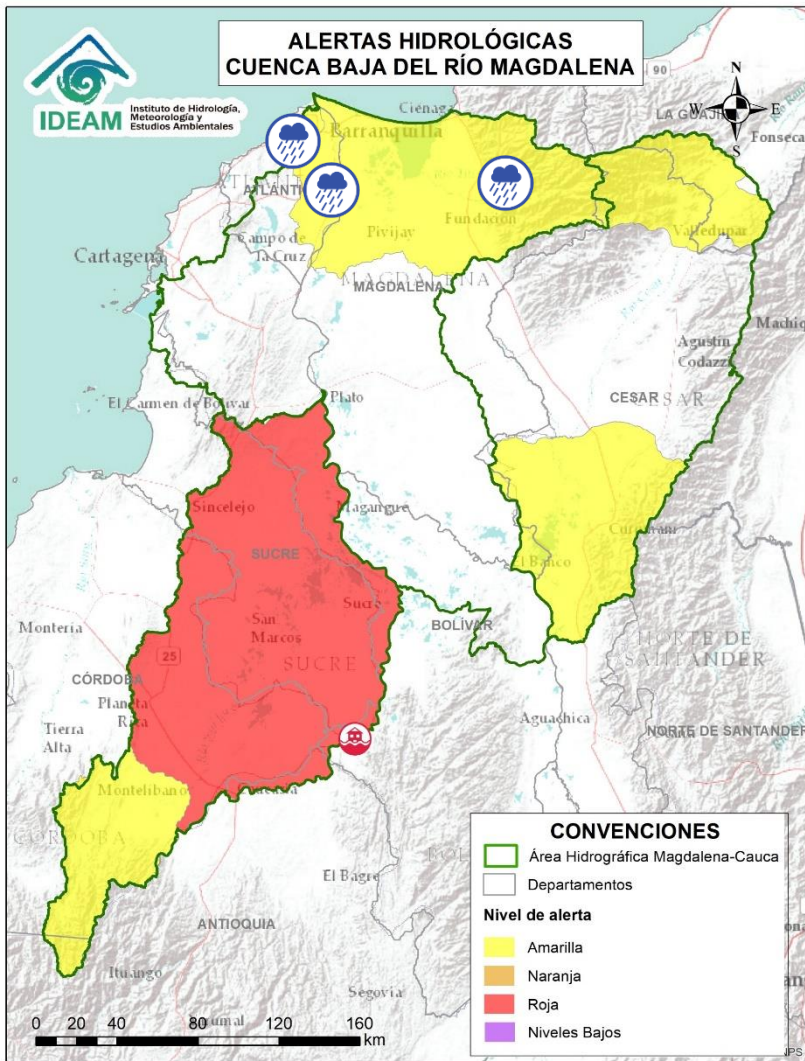 ALERTAS HIDROLÓGICAS
CUENCA BAJA DEL RÍO MAGDALENA
IDEAM
Instituto de Hidrología,
Meteorología y
Estudios Ambientales
N
W
E
S
90
LA GUAJIRA
Fonseca
Ciénaga
Barranquilla
ATLÁNTI
Pivijay
Fundación
Valledupar
Campo de
la Cruz
Cartagena
MAGDALENA
MAGDALENA
Agustín
Codazzi
CESAR
El Carmen de Bolívar
Plato
Sincelejo
Magangué
SUCRE
El Banco
Sucre
San
Marcos
BOLÍVAR
Montería
SUCRE
NORTE DE
SANTANDER
25
CÓRDOBA
Planeta
Rica
Tierra
Alta
Aguachica
NORTE DE SANTANDER
Montelíbano
CÓRDOBA
El Bagre
ANTIOQUIA
Ituango
Segovia
CONVENCIONES
Área Hidrográfica Magdalena-Cauca
Departamentos
Nivel de alerta
Amarilla
Naranja
Roja
Niveles Bajos
0 20 40 80 120 160
km